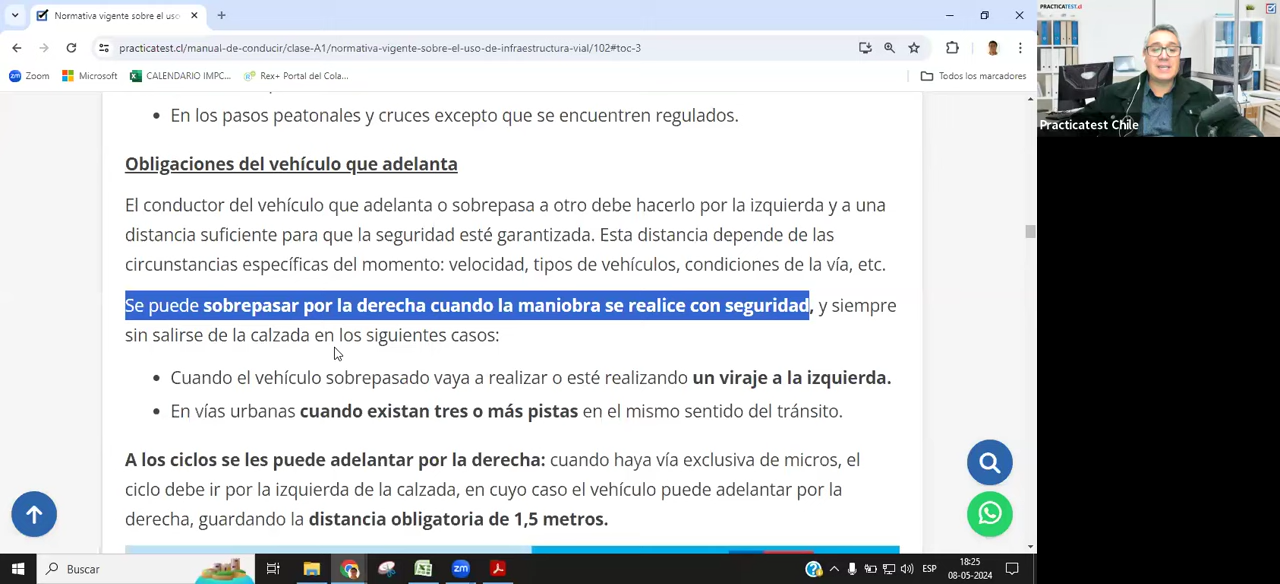 Normativa vigente sobre el uso
practicatest.cl/manual-de-conducir/clase-A1/normativa-vigente-sobre-el-uso-de-infraestructura-vial/102#toc-3
Zoom
Microsoft
CALENDARIO IMPC...
Rex+ Portal del Cola...
Todos los marcadores
En los pasos peatonales y cruces excepto que se encuentren regulados.
Obligaciones del vehículo que adelanta
El conductor del vehículo que adelanta o sobrepasa a otro debe hacerlo por la izquierda y a una
distancia suficiente para que la seguridad esté garantizada. Esta distancia depende de las
circunstancias específicas del momento: velocidad, tipos de vehículos, condiciones de la vía, etc.
Se puede sobrepasar por la derecha cuando la maniobra se realice con seguridad, y siempre
sin salirse de la calzada en los siguientes casos:
Cuando el vehículo sobrepasado vaya a realizar o esté realizando un viraje a la izquierda.
En vías urbanas cuando existan tres o más pistas en el mismo sentido del tránsito.
A los ciclos se les puede adelantar por la derecha: cuando haya vía exclusiva de micros, el
ciclo debe ir por la izquierda de la calzada, en cuyo caso el vehículo puede adelantar por la
derecha, guardando la distancia obligatoria de 1,5 metros.
Buscar
ESP
18:25
08-05-2024
PRACTICATEST.cl
Practicatest Chile